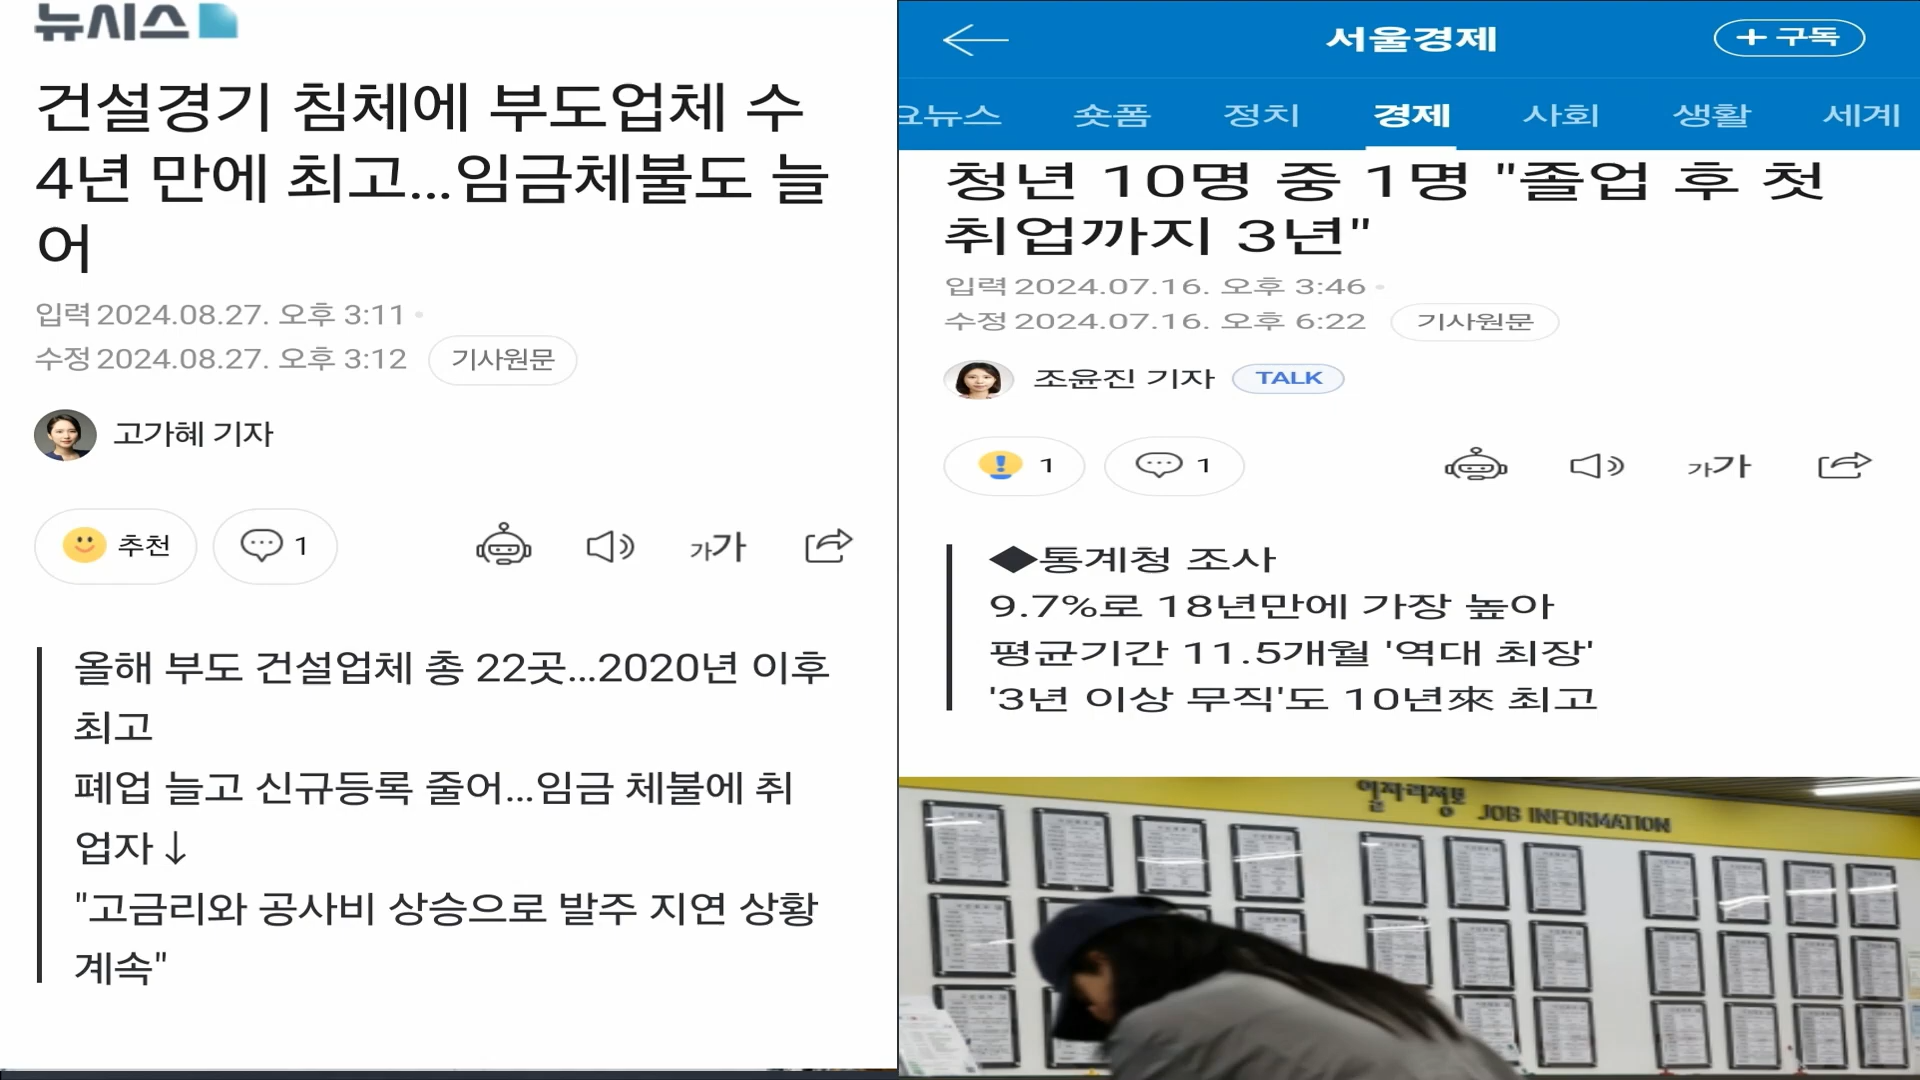 뉴시스
건설경기 침체에 부도업체 수
4년 만에 최고...임금체불도 늘
어
입력 2024.08.27. 오후 3:11
수정 2024.08.27. 오후 3:12 기사원문
고가혜 기자
추천 1 가가
올해 부도 건설업체 총 22곳...2020년 이후
최고
폐업 늘고 신규등록 줄어...임금 체불에 취
업자↓
"고금리와 공사비 상승으로 발주 지연 상황
계속"
서울경제 + 구독
요뉴스 숏폼 정치 경제 사회 생활 세계
청년 10명 중 1명 "졸업 후 첫
취업까지 3년"
입력 2024.07.16. 오후 3:46
수정 2024.07.16. 오후 6:22 기사원문
조윤진 기자 TALK
1 1 가가
◆통계청 조사
9.7%로 18년만에 가장 높아
평균기간 11.5개월 '역대 최장'
'3년 이상 무직'도 10년來 최고
일자리정보 JOB INFORMATION